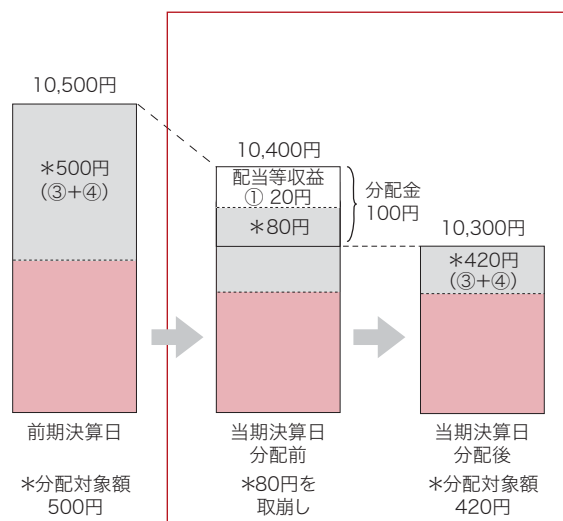 10,500円
＊500円
(③+④)
10,400円
配当等収益
① 20円
＊80円
分配金
100円
10,300円
＊420円
(③+④)
前期決算日
当期決算日
分配前
当期決算日
分配後
＊分配対象額
500円
＊80円を
取崩し
＊分配対象額
420円